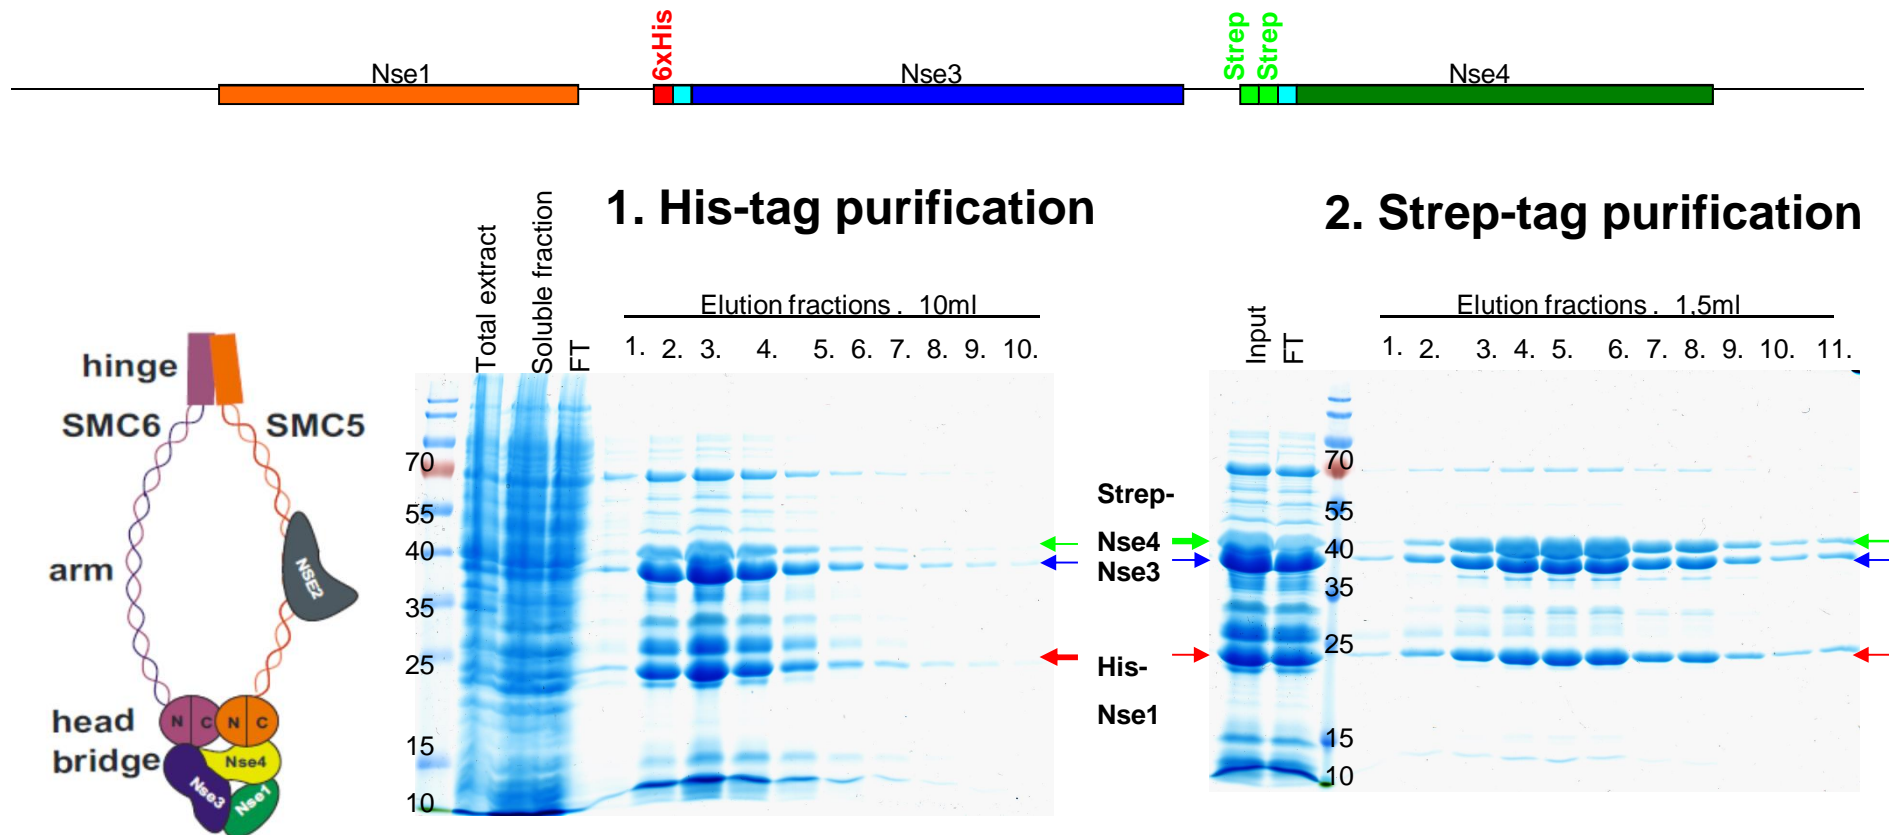 Nse1
6xHis
Nse3
Strep
Strep
Nse4
1. His-tag purification
2. Strep-tag purification
Total extract
Soluble fraction
FT
Elution fractions . 10ml
1. 2. 3. 4. 5. 6. 7. 8. 9. 10.
Input
FT
Elution fractions . 1,5ml
1. 2. 3. 4. 5. 6. 7. 8. 9. 10. 11.
hinge
SMC6
SMC5
arm
NSE2
head
N C N C
bridge
Nse4
Nse3
Nse1
70
55
40
35
25
15
10
Strep-
Nse4
Nse3
His-
Nse1
70
55
40
35
25
15
10